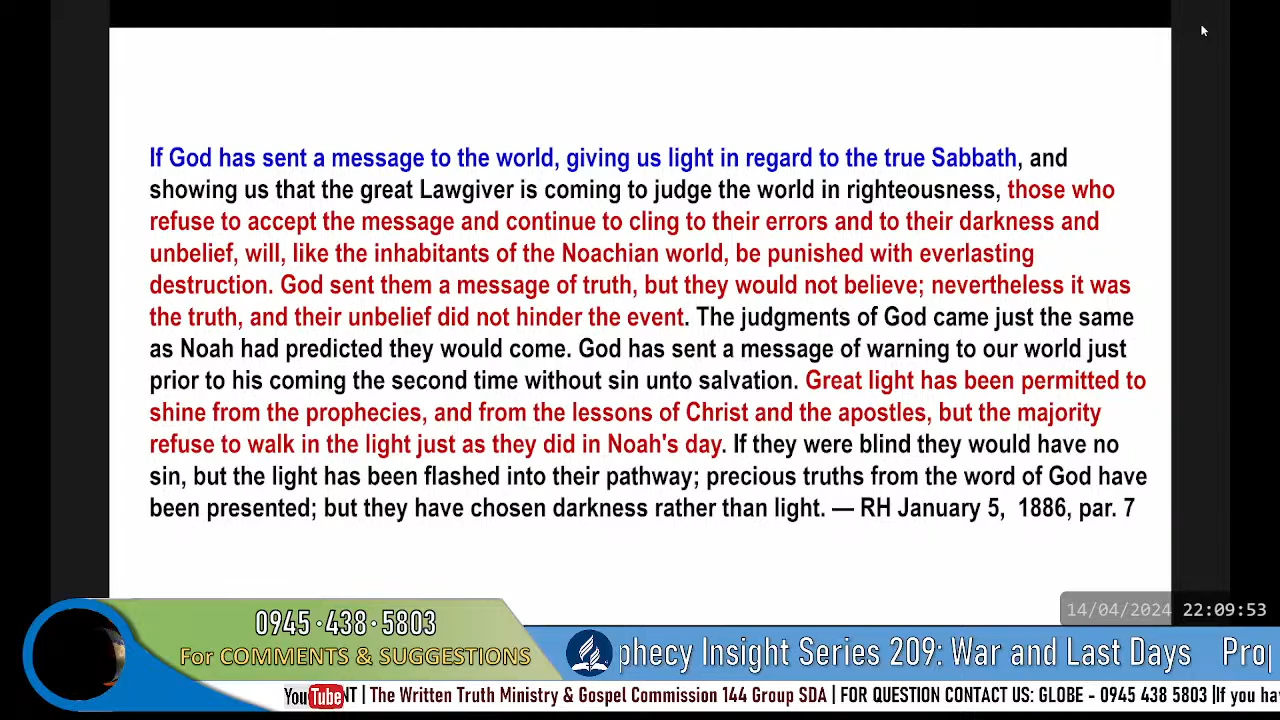 If God has sent a message to the world, giving us light in regard to the true Sabbath, and
showing us that the great Lawgiver is coming to judge the world in righteousness, those who
refuse to accept the message and continue to cling to their errors and to their darkness and
unbelief, will, like the inhabitants of the Noachian world, be punished with everlasting
destruction. God sent them a message of truth, but they would not believe; nevertheless it was
the truth, and their unbelief did not hinder the event. The judgments of God came just the same
as Noah had predicted they would come. God has sent a message of warning to our world just
prior to his coming the second time without sin unto salvation. Great light has been permitted to
shine from the prophecies, and from the lessons of Christ and the apostles, but the majority
refuse to walk in the light just as they did in Noah's day. If they were blind they would have no
sin, but the light has been flashed into their pathway; precious truths from the word of God have
been presented; but they have chosen darkness rather than light. — RH January 5, 1886, par. 7
14/04/2024 22:09:53
0945·438·5803
For COMMENTS & SUGGESTIONS
phecy Insight Series 209: War and Last Days Prop
YouTube NT | The Written Truth Ministry & Gospel Commission 144 Group SDA | FOR QUESTION CONTACT US: GLOBE - 0945 438 5803 |If you ha